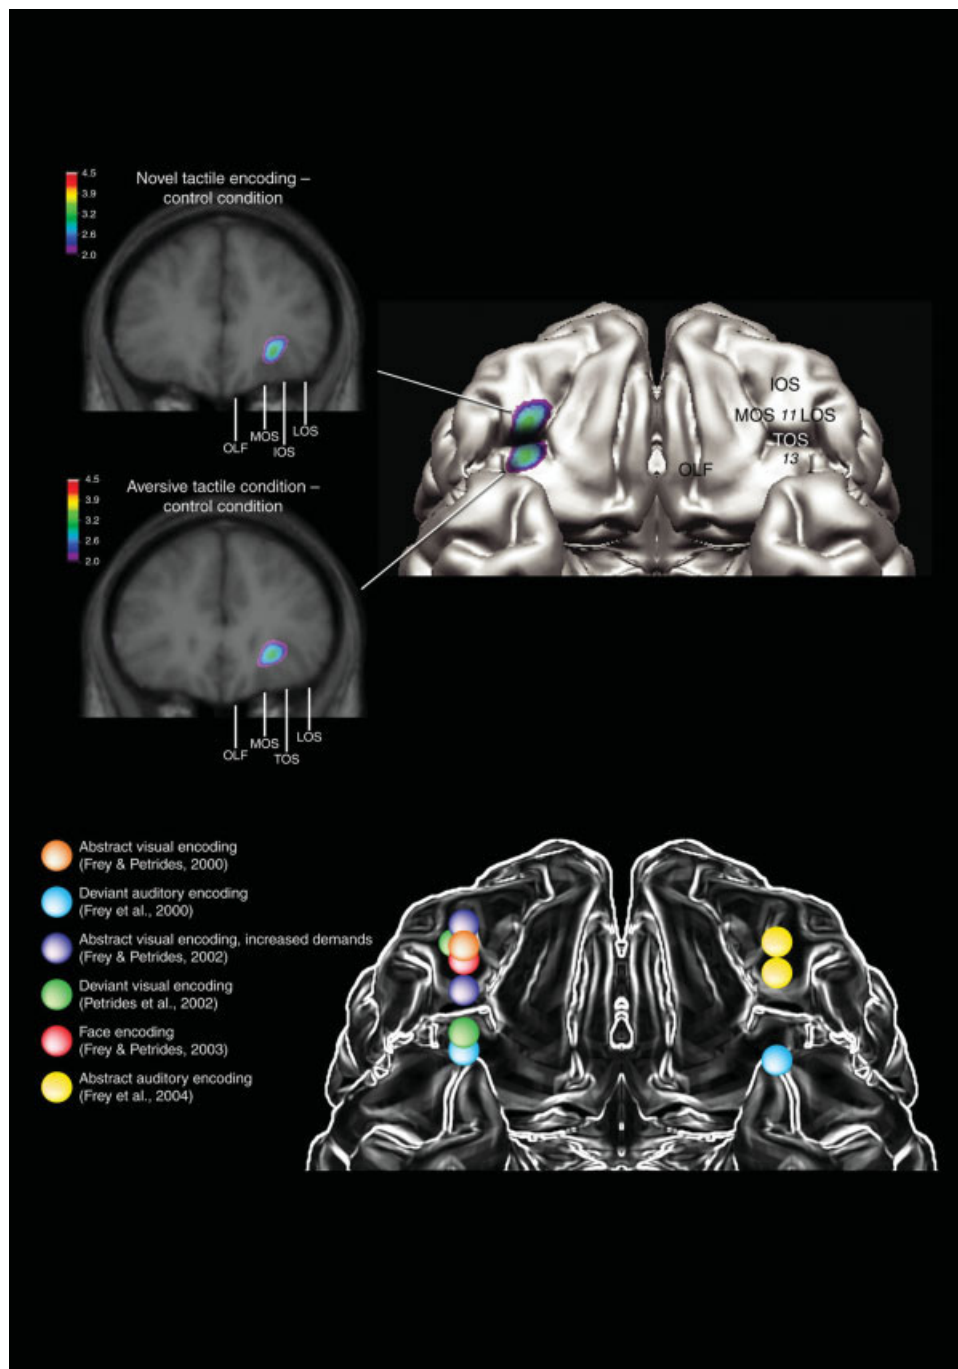 Novel tactile encoding –
control condition
4.5
3.9
3.2
2.6
2.0
OLF
MOS
IOS
LOS
Aversive tactile condition –
control condition
4.5
3.9
3.2
2.6
2.0
OLF
MOS
TOS
LOS
IOS
MOS 11 LOS
TOS
13
OLF
Abstract visual encoding
(Frey & Petrides, 2000)
Deviant auditory encoding
(Frey et al., 2000)
Abstract visual encoding, increased demands
(Frey & Petrides, 2002)
Deviant visual encoding
(Petrides et al., 2002)
Face encoding
(Frey & Petrides, 2003)
Abstract auditory encoding
(Frey et al., 2004)